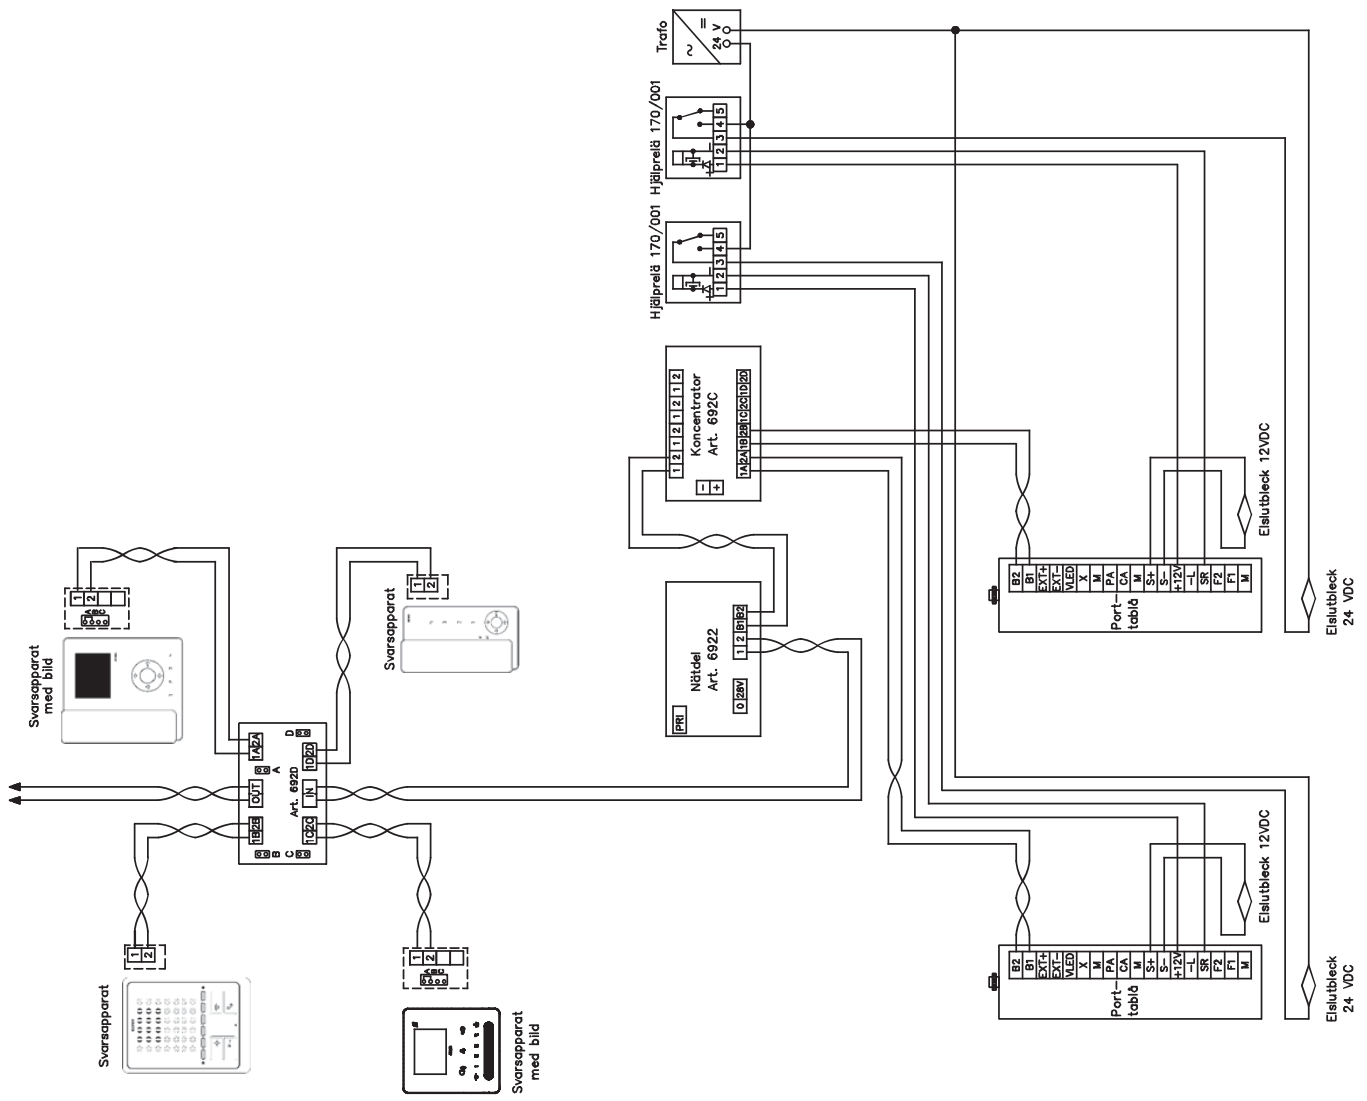 Trafo
24 V
Hjälprelä 170/001
1 2 3 4 5
Hjälprelä 170/001
1 2 3 4 5
Koncentrator
Art. 692C
1 2 1 2 1 2 1 2
- +
1A 2A 1B 2B 1C 2C 1D 2D
Nätdel
Art. 6922
PRI
0 28V
1 2 B1 B2
Svarsapparat
med bild
1 2
ABC
Svarsapparat
1 2
Art. 692D
1A 2A
1B 2B
1C 2C
1D 2D
OUT
IN
A
B
C
D
Svarsapparat
1 2
Svarsapparat
med bild
1 2
ABC
Port-
tablå
B2
B1
EXT+
EXT-
VLED
X
M
PA
CA
M
S+
S-
+12V
-L
SR
F2
F1
M
Elslutbleck 12VDC
Elslutbleck
24 VDC
Port-
tablå
B2
B1
EXT+
EXT-
VLED
X
M
PA
CA
M
S+
S-
+12V
-L
SR
F2
F1
M
Elslutbleck 12VDC
Elslutbleck
24 VDC